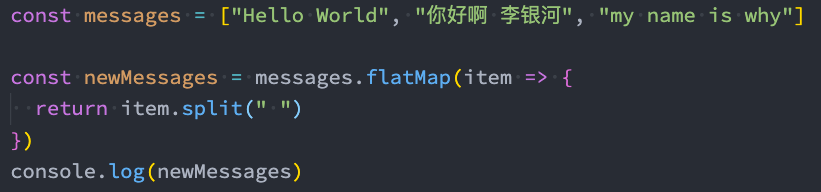 const messages = ["Hello World", "你好啊 李银河", "my name is why"]
const newMessages = messages.flatMap(item => {
  return item.split(" ")
})
console.log(newMessages)